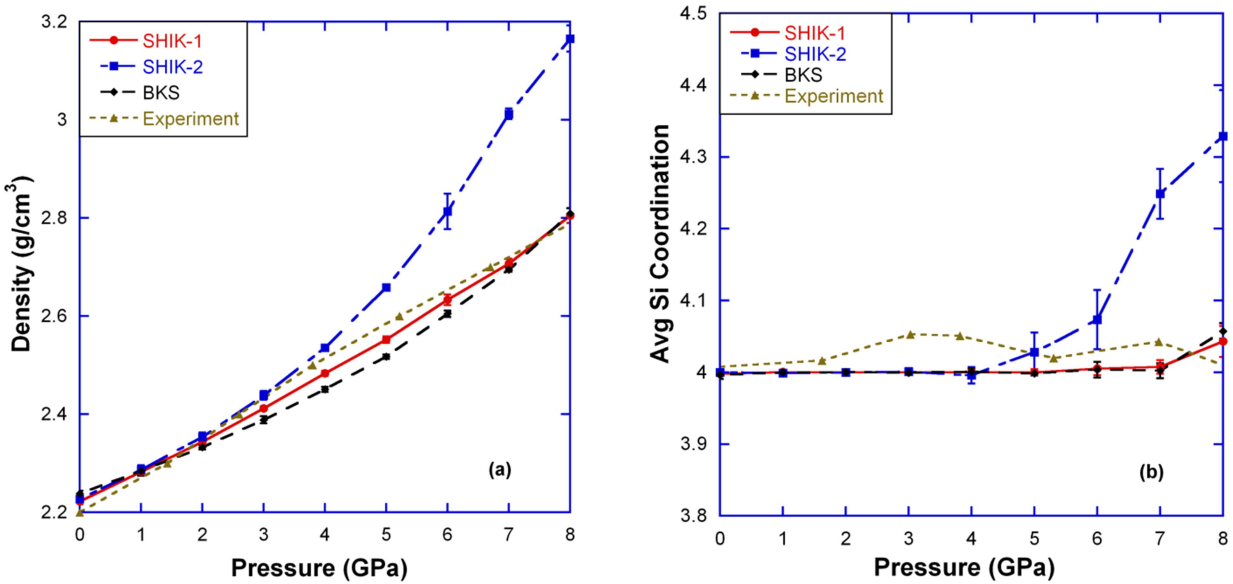 SHIK-1
SHIK-2
BKS
Experiment
3.2
3
2.8
2.6
2.4
2.2
Density (g/cm³)
(a)
0 1 2 3 4 5 6 7 8
Pressure (GPa)
SHIK-1
SHIK-2
BKS
Experiment
4.5
4.4
4.3
4.2
4.1
4
3.9
3.8
Avg Si Coordination
(b)
0 1 2 3 4 5 6 7 8
Pressure (GPa)